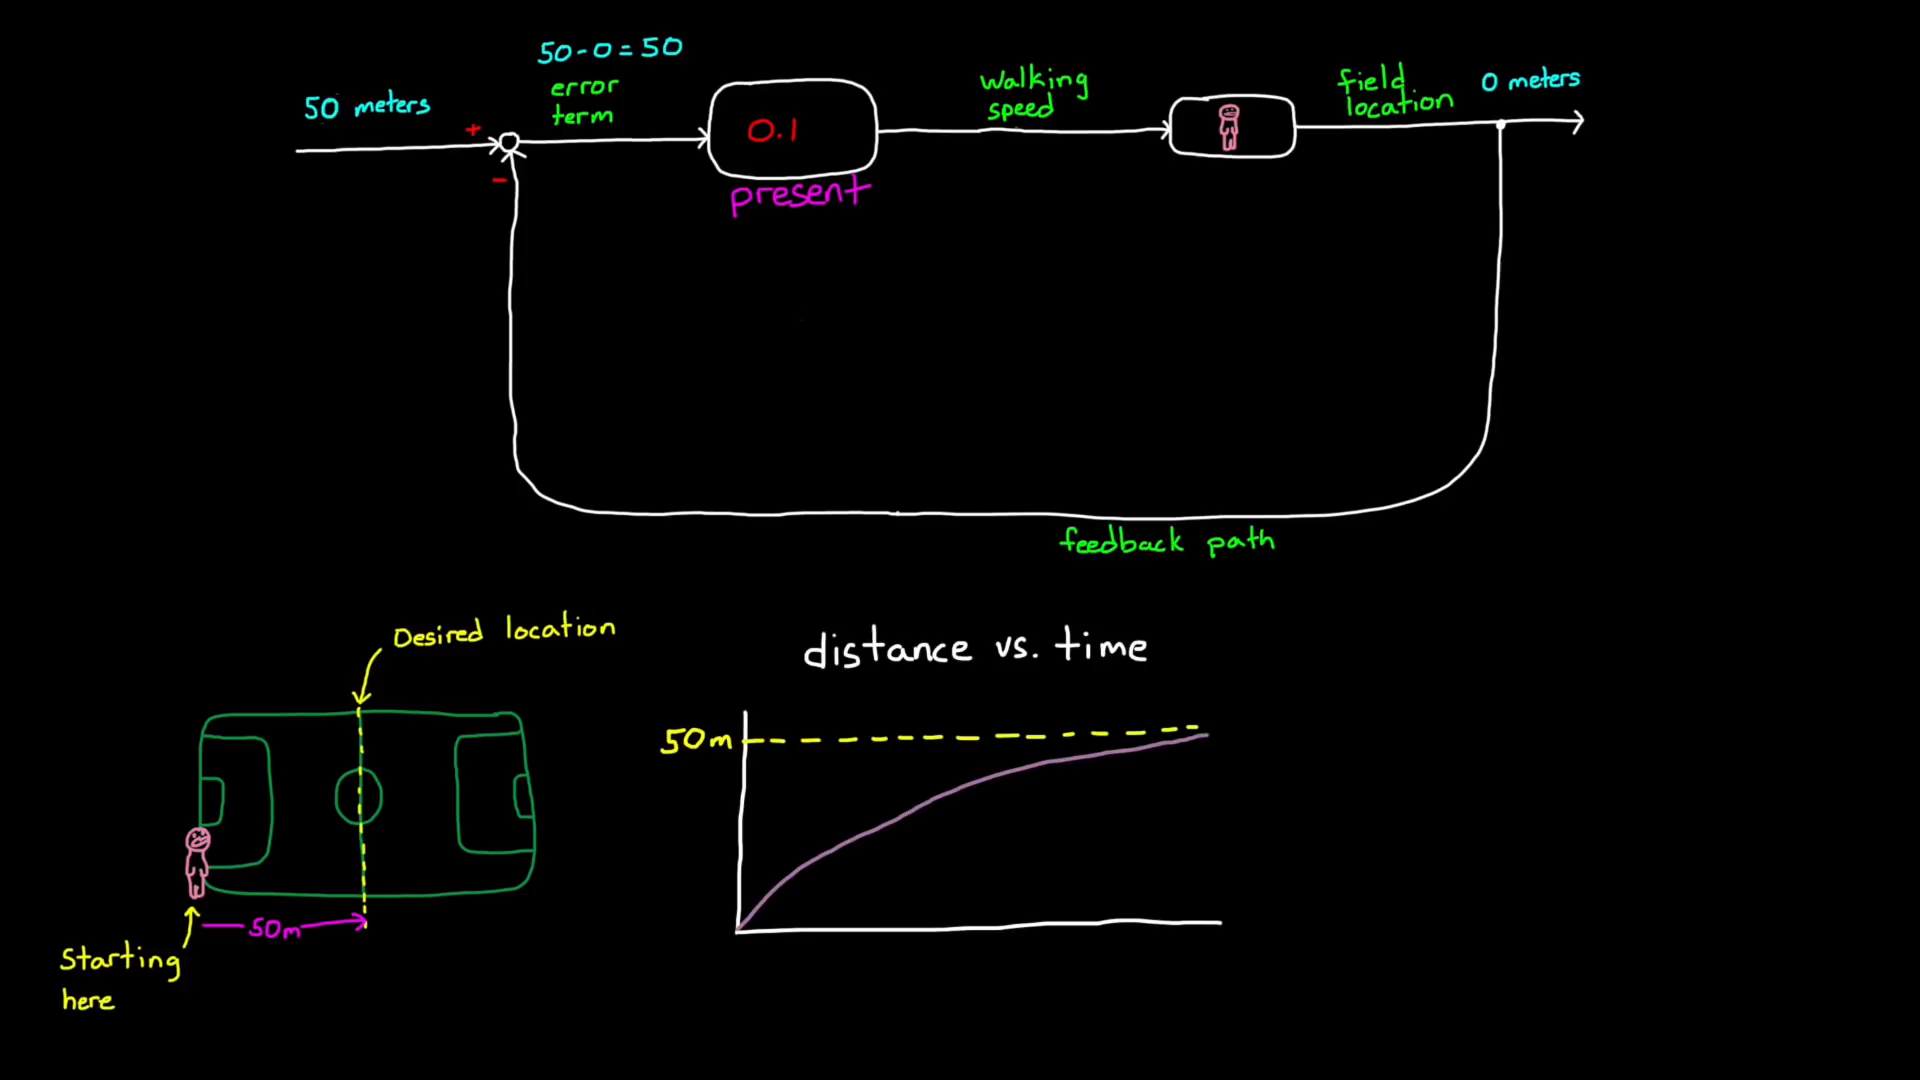 50 - 0 = 50
error
term
50 meters
+
-
0.1
present
walking
speed
field
location
0 meters
feedback path
Desired location
50m
Starting
here
distance vs. time
50m